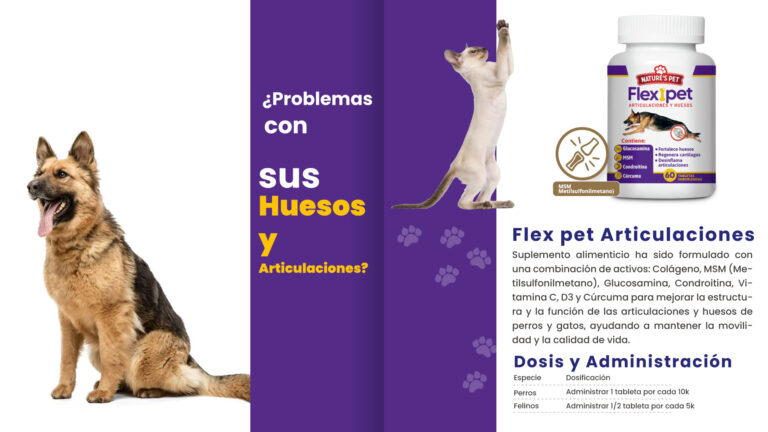 ¿Problemas
con
sus
Huesos
y
Articulaciones?
NATURE'S PET
Flex pet
ARTICULACIONES Y HUESOS
Contiene:
Glucosamina
MSM
Condroitina
Cúrcuma
• Fortalece huesos
• Regenera cartílagos
• Desinflama
articulaciones
60 TABLETAS
MSM
Metilsulfonilmetano)
Flex pet Articulaciones
Suplemento alimenticio ha sido formulado con
una combinación de activos: Colágeno, MSM (Me-
tilsulfonilmetano), Glucosamina, Condroitina, Vi-
tamina C, D3 y Cúrcuma para mejorar la estructu-
ra y la función de las articulaciones y huesos de
perros y gatos, ayudando a mantener la movili-
dad y la calidad de vida.
Dosis y Administración
Especie Dosificación
Perros Administrar 1 tableta por cada 10k
Felinos Administrar 1/2 tableta por cada 5k